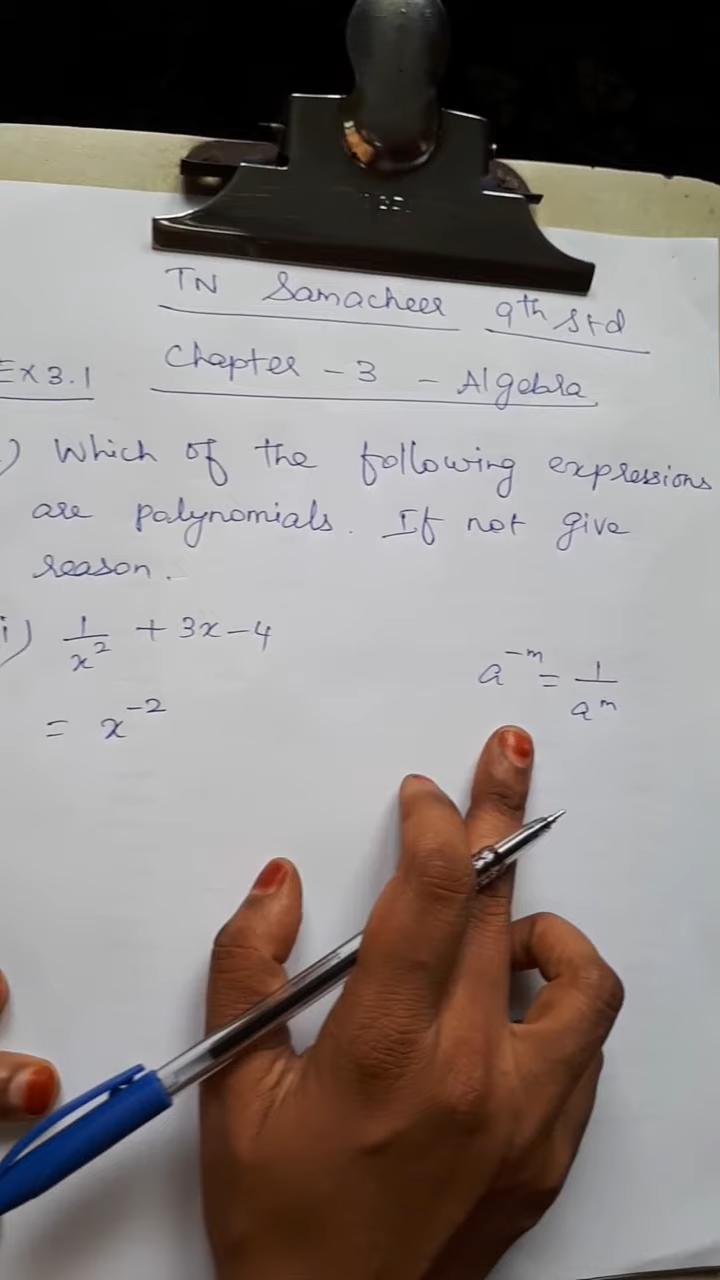 TN Samacheer 9th std
Ex 3.1 Chapter - 3 - Algebra
) Which of the following expressions
are polynomials. If not give
reason.
i) 1/x² + 3x - 4
a⁻ᵐ = 1/aᵐ
= x⁻²